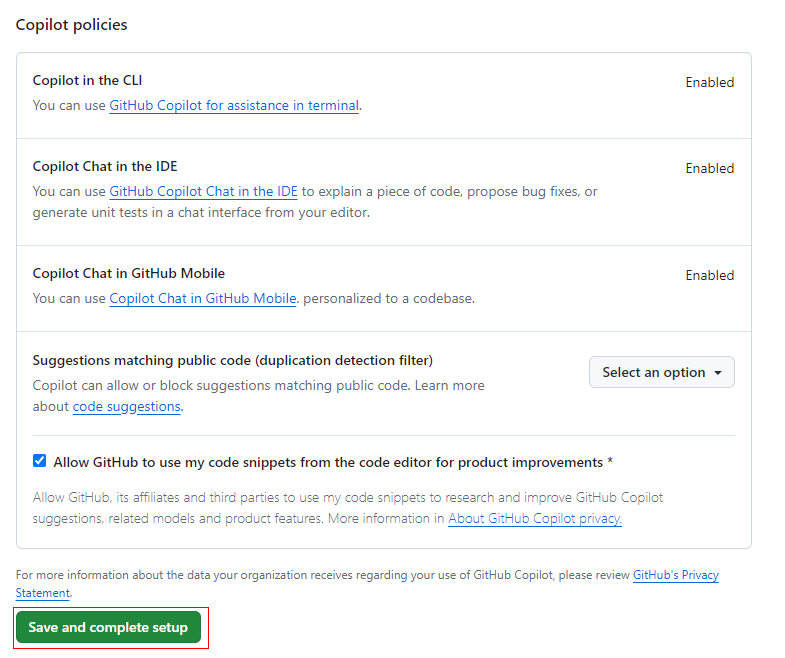 Copilot policies
Copilot in the CLI
Enabled
You can use GitHub Copilot for assistance in terminal.
Copilot Chat in the IDE
Enabled
You can use GitHub Copilot Chat in the IDE to explain a piece of code, propose bug fixes, or
generate unit tests in a chat interface from your editor.
Copilot Chat in GitHub Mobile
Enabled
You can use Copilot Chat in GitHub Mobile. personalized to a codebase.
Suggestions matching public code (duplication detection filter)
Select an option
Copilot can allow or block suggestions matching public code. Learn more
about code suggestions.
Allow GitHub to use my code snippets from the code editor for product improvements *
Allow GitHub, its affiliates and third parties to use my code snippets to research and improve GitHub Copilot
suggestions, related models and product features. More information in About GitHub Copilot privacy.
For more information about the data your organization receives regarding your use of GitHub Copilot, please review GitHub's Privacy
Statement.
Save and complete setup